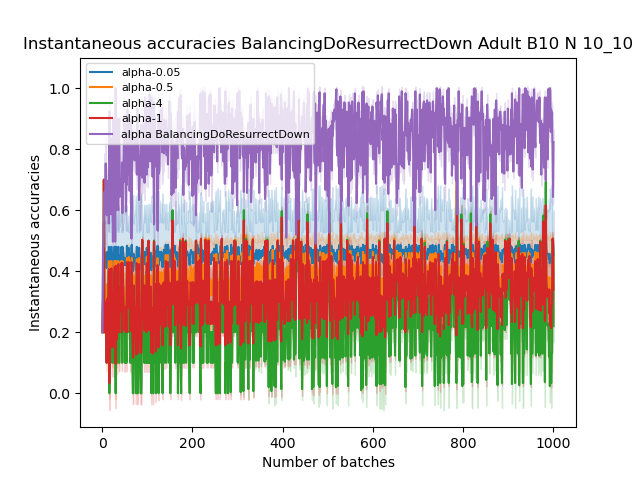 Instantaneous accuracies BalancingDoResurrectDown Adult B10 N 10_10
alpha-0.05
alpha-0.5
alpha-4
alpha-1
alpha BalancingDoResurrectDown
1.0
0.8
0.6
0.4
0.2
0.0
Instantaneous accuracies
0
200
400
600
800
1000
Number of batches